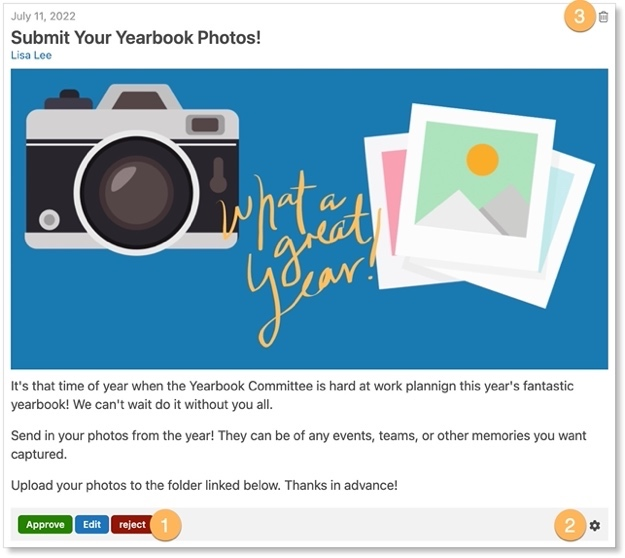 July 11, 2022
3
Submit Your Yearbook Photos!
Lisa Lee
What a
great
Year!
It's that time of year when the Yearbook Committee is hard at work plannign this year's fantastic
yearbook! We can't wait do it without you all.
Send in your photos from the year! They can be of any events, teams, or other memories you want
captured.
Upload your photos to the folder linked below. Thanks in advance!
Approve Edit reject 1 2